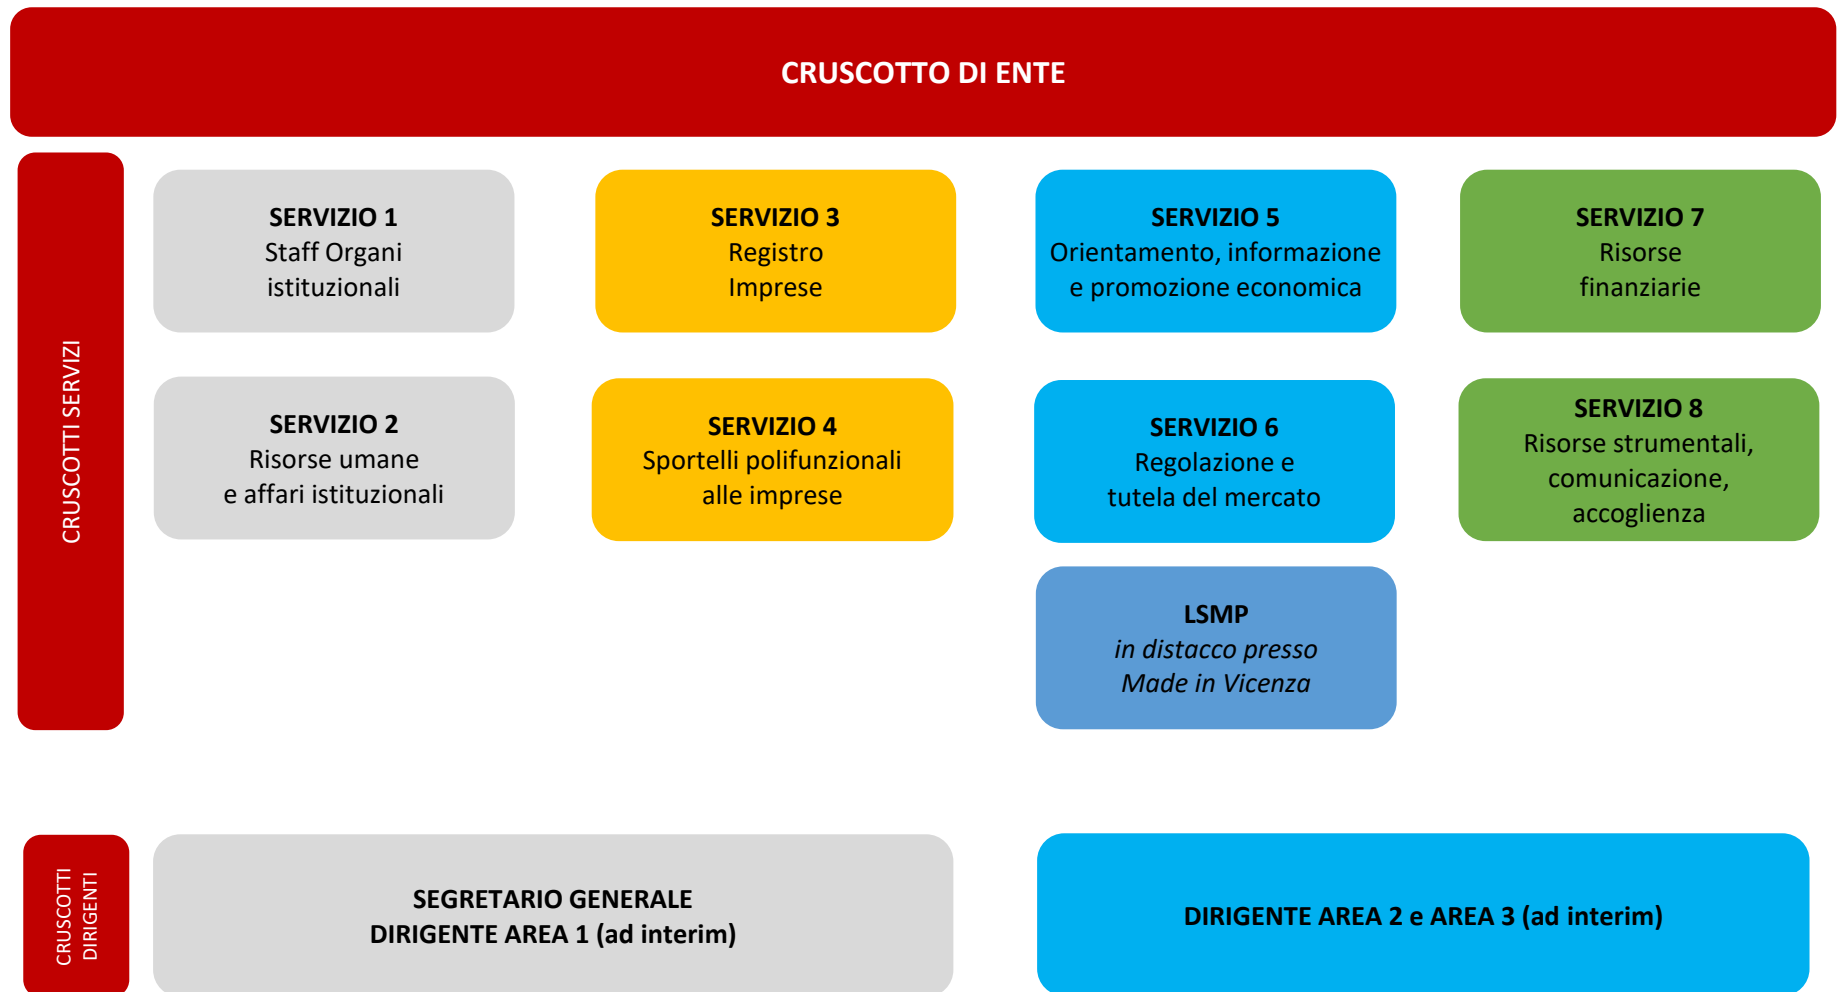 CRUSCOTTO DI ENTE
CRUSCOTTI SERVIZI
SERVIZIO 1
Staff Organi
istituzionali
SERVIZIO 3
Registro
Imprese
SERVIZIO 5
Orientamento, informazione
e promozione economica
SERVIZIO 7
Risorse
finanziarie
SERVIZIO 2
Risorse umane
e affari istituzionali
SERVIZIO 4
Sportelli polifunzionali
alle imprese
SERVIZIO 6
Regolazione e
tutela del mercato
SERVIZIO 8
Risorse strumentali,
comunicazione,
accoglienza
LSMP
in distacco presso
Made in Vicenza
CRUSCOTTI
DIRIGENTI
SEGRETARIO GENERALE
DIRIGENTE AREA 1 (ad interim)
DIRIGENTE AREA 2 e AREA 3 (ad interim)